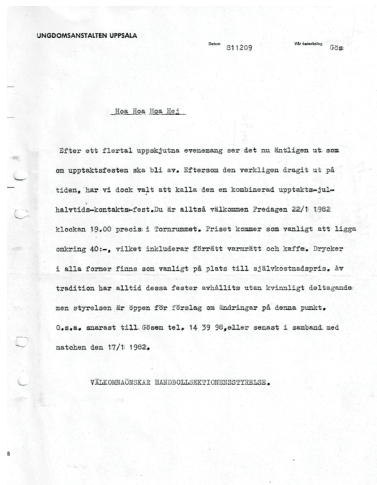 UNGDOMSANSTALTEN UPPSALA
Datum 811209 Vår beteckning Gös
Hoa Hoa Hoa Hej
Efter ett flertal uppskjutna evenemang ser det nu äntligen ut som
om upptaktsfesten ska bli av. Eftersom den verkligen dragit ut på
tiden, har vi dock valt att kalla den en kombinerad upptakts-jul-
halvtids-kontakts-fest.Du är alltså välkommen Fredagen 22/1 1982
klockan 19.00 precis i Tornrummet. Priset kommer som vanligt att ligga
omkring 40:-, vilket inkluderar förrätt varmrätt och kaffe. Drycker
i alla former finns som vanligt på plats till självkostnadspris. Av
tradition har alltid dessa fester avhållits utan kvinnligt deltagande
men styrelsen är öppen för förslag om ändringar på denna punkt.
O.s.a. snarast till Gösen tel. 14 39 98,eller senast i samband med
matchen den 17/1 1982.
VÄLKOMNAÖNSKAR HANDBOLLSEKTIONENSSTYRELSE.
8